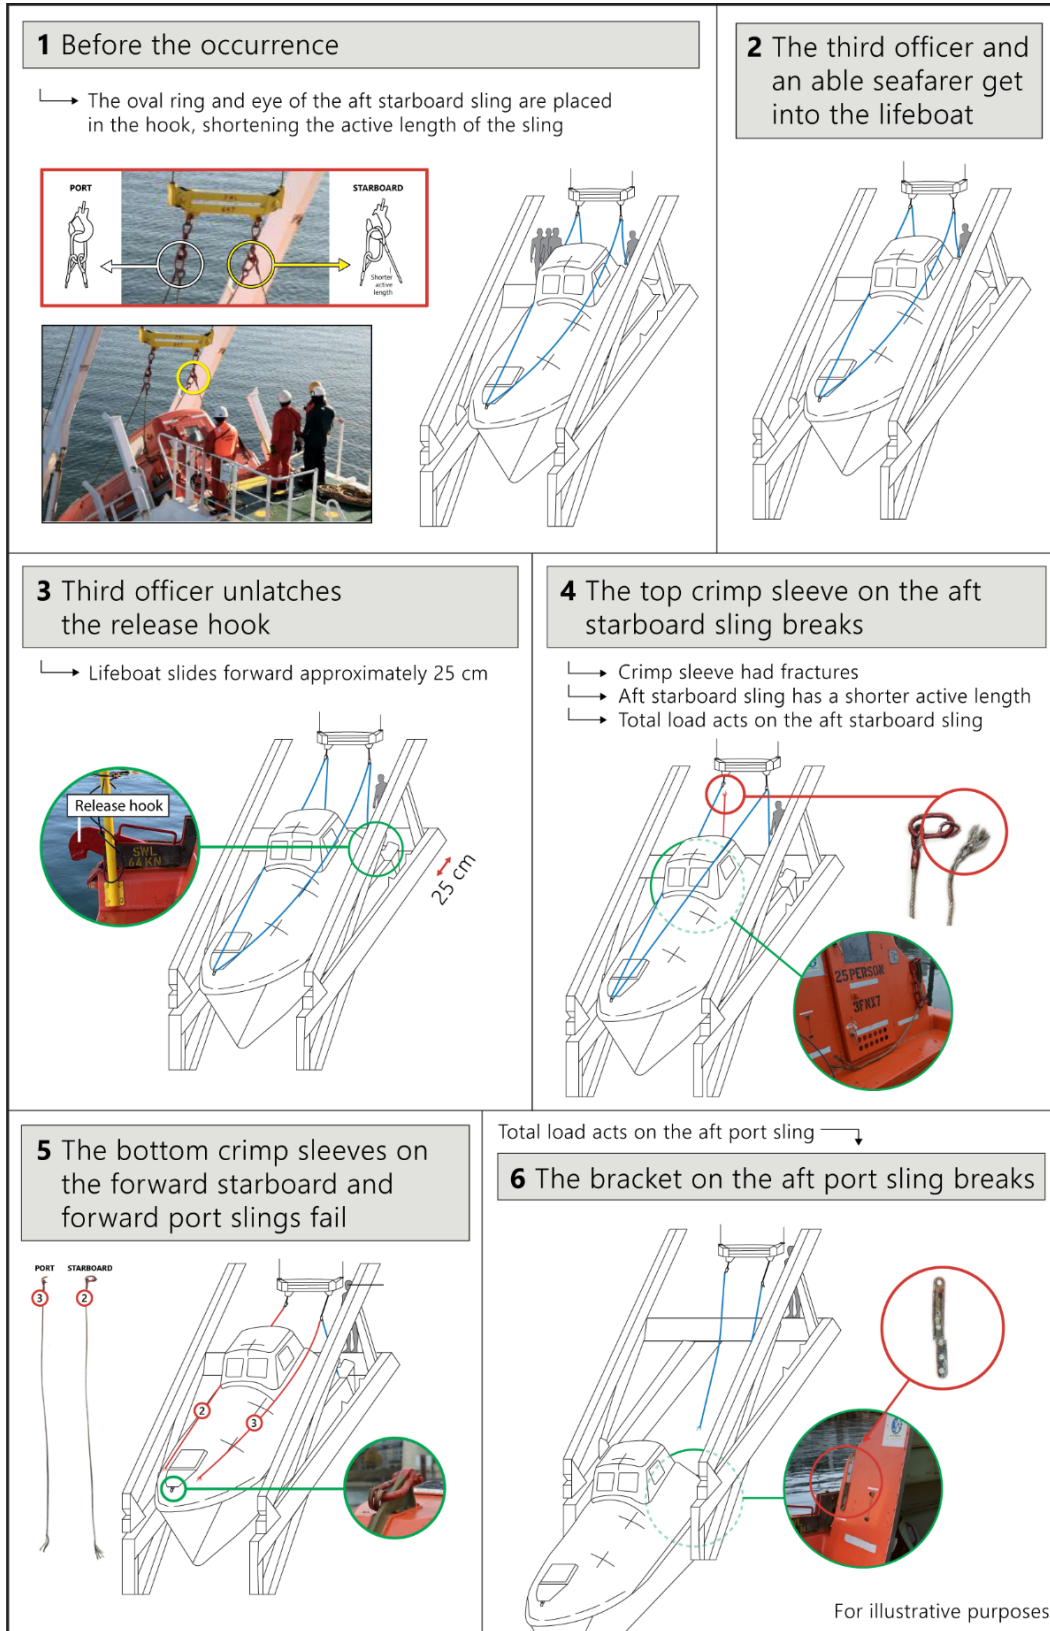 1 Before the occurrence
The oval ring and eye of the aft starboard sling are placed
in the hook, shortening the active length of the sling
PORT
STARBOARD
Shorter
active
length
2 The third officer and
an able seafarer get
into the lifeboat
3 Third officer unlatches
the release hook
Lifeboat slides forward approximately 25 cm
Release hook
SWL
64 KN
25 cm
4 The top crimp sleeve on the aft
starboard sling breaks
Crimp sleeve had fractures
Aft starboard sling has a shorter active length
Total load acts on the aft starboard sling
25 PERSON
3FNX7
5 The bottom crimp sleeves on
the forward starboard and
forward port slings fail
PORT STARBOARD
3 2
2
3
Total load acts on the aft port sling
6 The bracket on the aft port sling breaks
For illustrative purposes